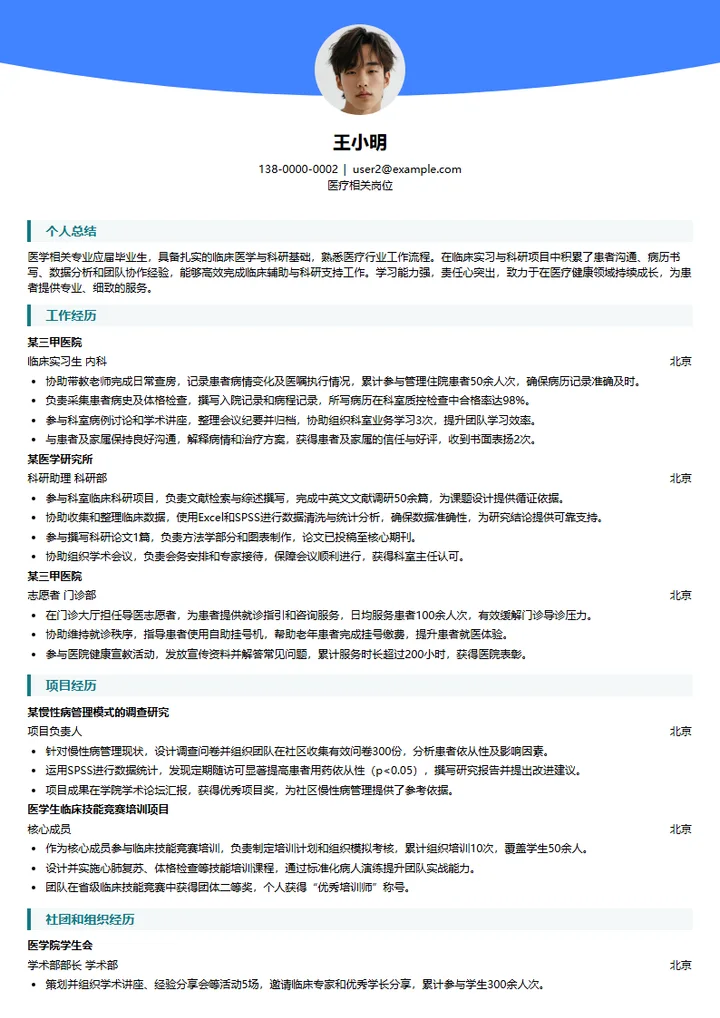 王小明
138-0000-0002 | user2@example.com
医疗相关岗位
个人总结
医学相关专业应届毕业生，具备扎实的临床医学与科研基础，熟悉医疗行业工作流程。在临床实习与科研项目中积累了患者沟通、病历书
写、数据分析和团队协作经验，能够高效完成临床辅助与科研支持工作。学习能力强，责任心突出，致力于在医疗健康领域持续成长，为患
者提供专业、细致的服务。
工作经历
某三甲医院
临床实习生 内科 北京
• 协助带教老师完成日常查房，记录患者病情变化及医嘱执行情况，累计参与管理住院患者50余人次，确保病历记录准确及时。
• 负责采集患者病史及体格检查，撰写入院记录和病程记录，所写病历在科室质控检查中合格率达98%。
• 参与科室病例讨论和学术讲座，整理会议纪要并归档，协助组织科室业务学习3次，提升团队学习效率。
• 与患者及家属保持良好沟通，解释病情和治疗方案，获得患者及家属的信任与好评，收到书面表扬2次。
某医学研究所
科研助理 科研部 北京
• 参与科室临床科研项目，负责文献检索与综述撰写，完成中英文文献调研50余篇，为课题设计提供循证依据。
• 协助收集和整理临床数据，使用Excel和SPSS进行数据清洗与统计分析，确保数据准确性，为研究结论提供可靠支持。
• 参与撰写科研论文1篇，负责方法学部分和图表制作，论文已投稿至核心期刊。
• 协助组织学术会议，负责会务安排和专家接待，保障会议顺利进行，获得科室主任认可。
某三甲医院
志愿者 门诊部 北京
• 在门诊大厅担任导医志愿者，为患者提供就诊指引和咨询服务，日均服务患者100余人次，有效缓解门诊导诊压力。
• 协助维持就诊秩序，指导患者使用自助挂号机，帮助老年患者完成挂号缴费，提升患者就医体验。
• 参与医院健康宣教活动，发放宣传资料并解答常见问题，累计服务时长超过200小时，获得医院表彰。
项目经历
某慢性病管理模式的调查研究
项目负责人 北京
• 针对慢性病管理现状，设计调查问卷并组织团队在社区收集有效问卷300份，分析患者依从性及影响因素。
• 运用SPSS进行数据统计，发现定期随访可显著提高患者用药依从性（p<0.05），撰写研究报告并提出改进建议。
• 项目成果在学院学术论坛汇报，获得优秀项目奖，为社区慢性病管理提供了参考依据。
医学生临床技能竞赛培训项目
核心成员 北京
• 作为核心成员参与临床技能竞赛培训，负责制定培训计划和组织模拟考核，累计组织培训10次，覆盖学生50余人。
• 设计并实施心肺复苏、体格检查等技能培训课程，通过标准化病人演练提升团队实战能力。
• 团队在省级临床技能竞赛中获得团体二等奖，个人获得“优秀培训师”称号。
社团和组织经历
医学院学生会
学术部部长 学术部 北京
• 策划并组织学术讲座、经验分享会等活动5场，邀请临床专家和优秀学长分享，累计参与学生300余人次。